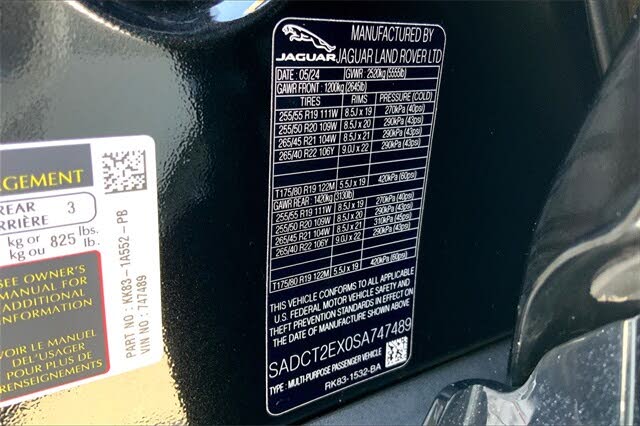 JAGUAR
MANUFACTURED BY
JAGUAR LAND ROVER LTD
DATE : 05/24 GVWR: 2520kg (5555lb)
GAWR FRONT : 1200kg (2645lb)
TIRES RIMS PRESSURE (COLD)
255/55 R19 111W 8.5J x 19 270kPa (40psi)
255/50 R20 109W 8.5J x 20 290kPa (43psi)
265/45 R21 104W 8.5J x 21 290kPa (43psi)
265/40 R22 106Y 9.0J x 22 290kPa (43psi)
T175/80 R19 122M 5.5J x 19 420kPa (60psi)
GAWR REAR: 1420kg (3130lb)
255/55 R19 111W 8.5J x 19 270kPa (40psi)
255/50 R20 109W 8.5J x 20 290kPa (43psi)
265/45 R21 104W 8.5J x 21 310kPa (45psi)
265/40 R22 106Y 9.0J x 22 290kPa (43psi)
T175/80 R19 122M 5.5J x 19 420kPa (60psi)
THIS VEHICLE CONFORMS TO ALL APPLICABLE
U.S. FEDERAL MOTOR VEHICLE SAFETY AND
THEFT PREVENTION STANDARDS IN EFFECT ON
THE DATE OF MANUFACTURE SHOWN ABOVE
SADCT2EX0SA747489
TYPE: MULTI-PURPOSE PASSENGER VEHICLE
RK83-1532-BA
AGEMENT
REAR
RRIÈRE 3
kg or
kg ou 825 lbs.
lb.
SEE OWNER'S
MANUAL FOR
ADDITIONAL
INFORMATION
VOIR LE MANUEL
DE L'USAGER
POUR PLUS
PART NO : KK83-1A552-PB
VIN NO : 747489